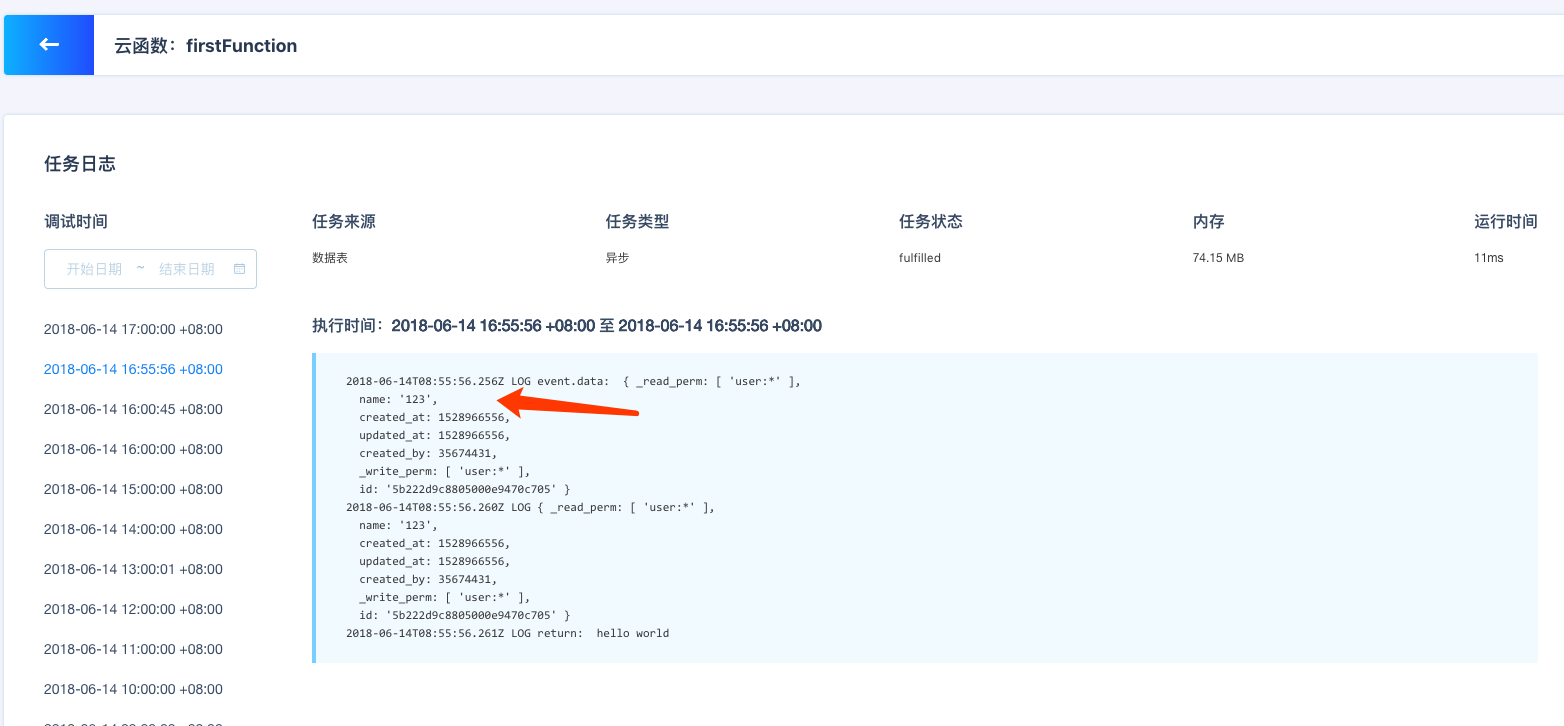 云函数：firstFunction
任务日志
调试时间
开始日期 ~ 结束日期
2018-06-14 17:00:00 +08:00
2018-06-14 16:55:56 +08:00
2018-06-14 16:00:45 +08:00
2018-06-14 16:00:00 +08:00
2018-06-14 15:00:00 +08:00
2018-06-14 14:00:00 +08:00
2018-06-14 13:00:01 +08:00
2018-06-14 12:00:00 +08:00
2018-06-14 11:00:00 +08:00
2018-06-14 10:00:00 +08:00
任务来源 任务类型 任务状态 内存 运行时间
数据表 异步 fulfilled 74.15 MB 11ms
执行时间：2018-06-14 16:55:56 +08:00 至 2018-06-14 16:55:56 +08:00
2018-06-14T08:55:56.256Z LOG event.data:  { _read_perm: [ 'user:*' ],
name: '123',
created_at: 1528966556,
updated_at: 1528966556,
created_by: 35674431,
_write_perm: [ 'user:*' ],
id: '5b222d9c8805000e9470c705' }
2018-06-14T08:55:56.260Z LOG { _read_perm: [ 'user:*' ],
name: '123',
created_at: 1528966556,
updated_at: 1528966556,
created_by: 35674431,
_write_perm: [ 'user:*' ],
id: '5b222d9c8805000e9470c705' }
2018-06-14T08:55:56.261Z LOG return:  hello world